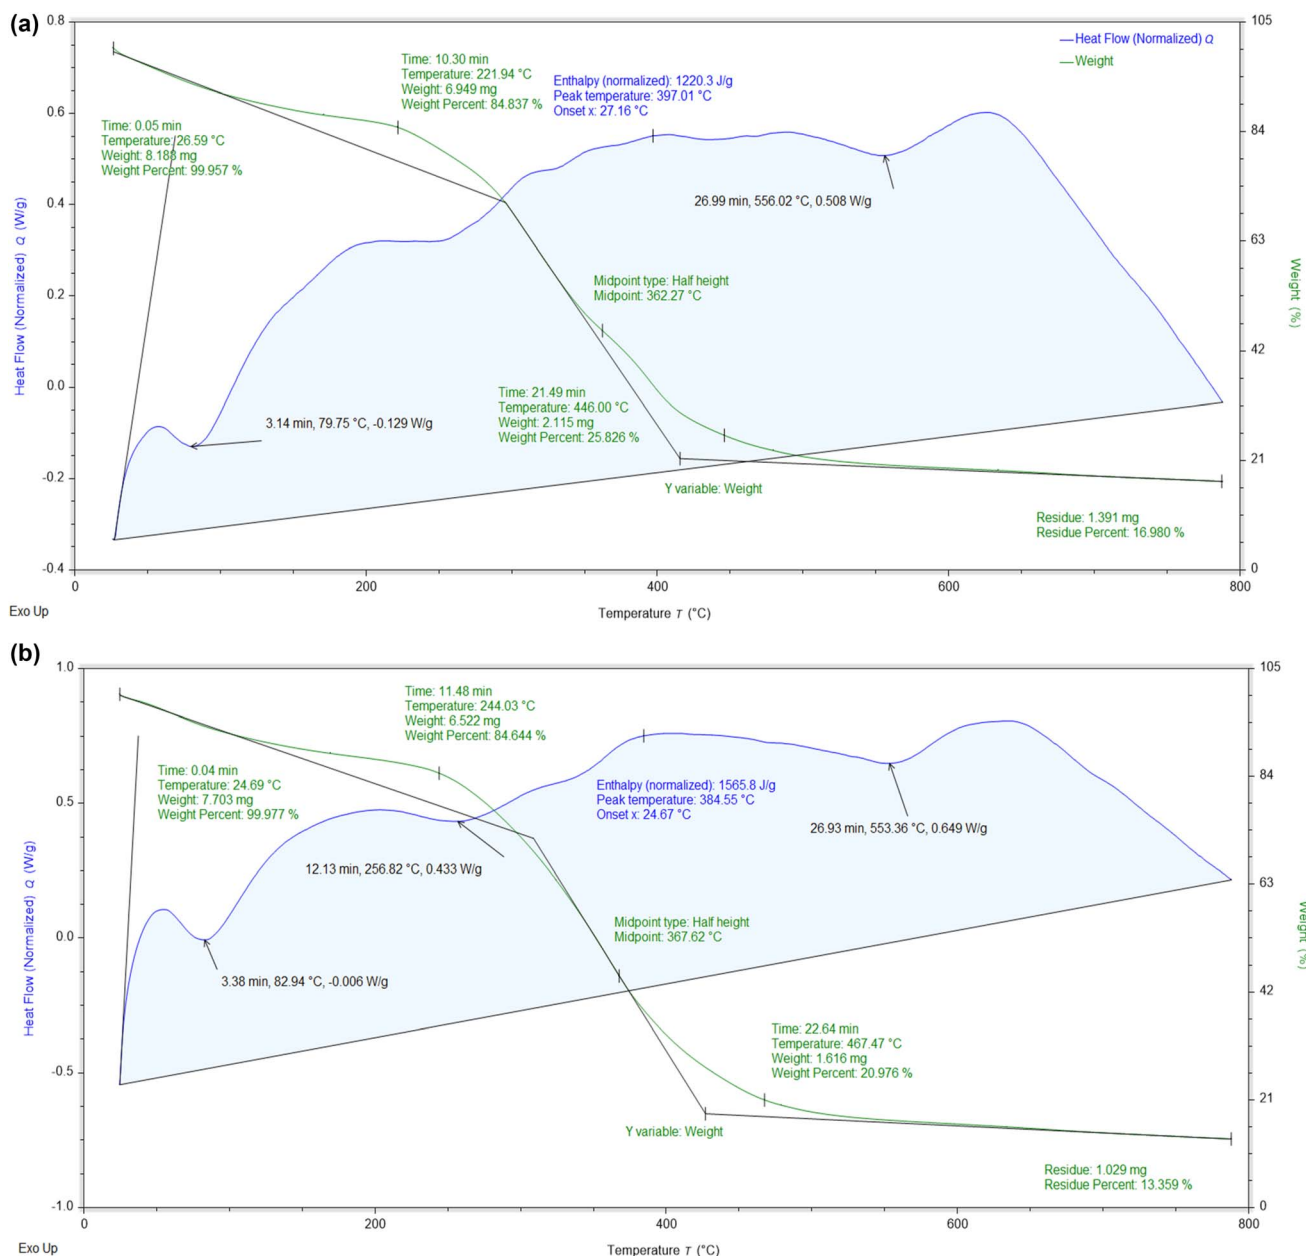 (a)
0.8
0.6
0.4
0.2
0.0
-0.2
-0.4
Heat Flow (Normalized) Q (W/g)
Heat Flow (Normalized) Q
Weight
Time: 10.30 min
Temperature: 221.94 °C
Weight: 6.949 mg
Weight Percent: 84.837 %
Enthalpy (normalized): 1220.3 J/g
Peak temperature: 397.01 °C
Onset x: 27.16 °C
Time: 0.05 min
Temperature: 26.59 °C
Weight: 8.188 mg
Weight Percent: 99.957 %
26.99 min, 556.02 °C, 0.508 W/g
Midpoint type: Half height
Midpoint: 362.27 °C
Time: 21.49 min
Temperature: 446.00 °C
Weight: 2.115 mg
Weight Percent: 25.826 %
3.14 min, 79.75 °C, -0.129 W/g
Y variable: Weight
Residue: 1.391 mg
Residue Percent: 16.980 %
105
84
63
42
21
0
Weight (%)
0
200
400
600
800
Exo Up
Temperature T (°C)
(b)
1.0
0.5
0.0
-0.5
-1.0
Heat Flow (Normalized) Q (W/g)
Time: 11.48 min
Temperature: 244.03 °C
Weight: 6.522 mg
Weight Percent: 84.644 %
Time: 0.04 min
Temperature: 24.69 °C
Weight: 7.703 mg
Weight Percent: 99.977 %
Enthalpy (normalized): 1565.8 J/g
Peak temperature: 384.55 °C
Onset x: 24.67 °C
26.93 min, 553.36 °C, 0.649 W/g
12.13 min, 256.82 °C, 0.433 W/g
Midpoint type: Half height
Midpoint: 367.62 °C
3.38 min, 82.94 °C, -0.006 W/g
Time: 22.64 min
Temperature: 467.47 °C
Weight: 1.616 mg
Weight Percent: 20.976 %
Y variable: Weight
Residue: 1.029 mg
Residue Percent: 13.359 %
105
84
63
42
21
0
Weight (%)
0
200
400
600
800
Exo Up
Temperature T (°C)